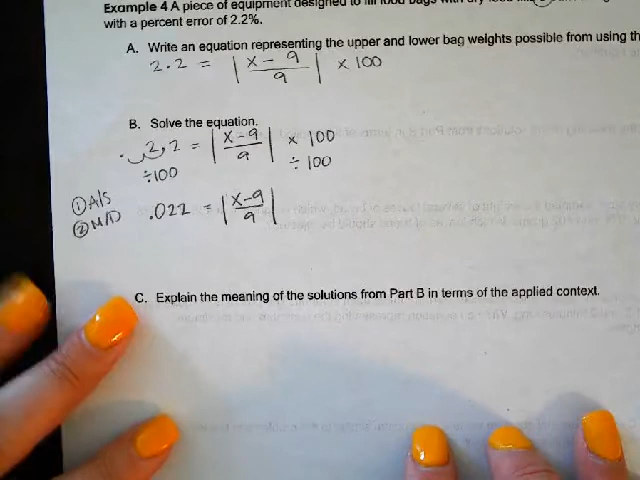 Example 4 A piece of equipment designed to fill food bags with dry
with a percent error of 2.2%.
A. Write an equation representing the upper and lower bag weights possible from using th
2.2 = | x - 9 / 9 | × 100
B. Solve the equation.
. 2.2 = | x - 9 / 9 | × 100
÷100 ÷100
① A/S
② M/D .022 = | x - 9 / 9 |
C. Explain the meaning of the solutions from Part B in terms of the applied context.